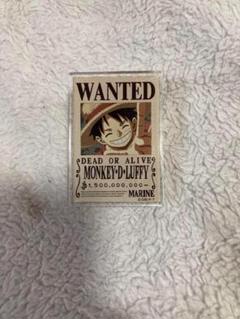 WANTED
DEAD OR ALIVE
MONKEY•D•LUFFY
1,500,000,000-
MARINE